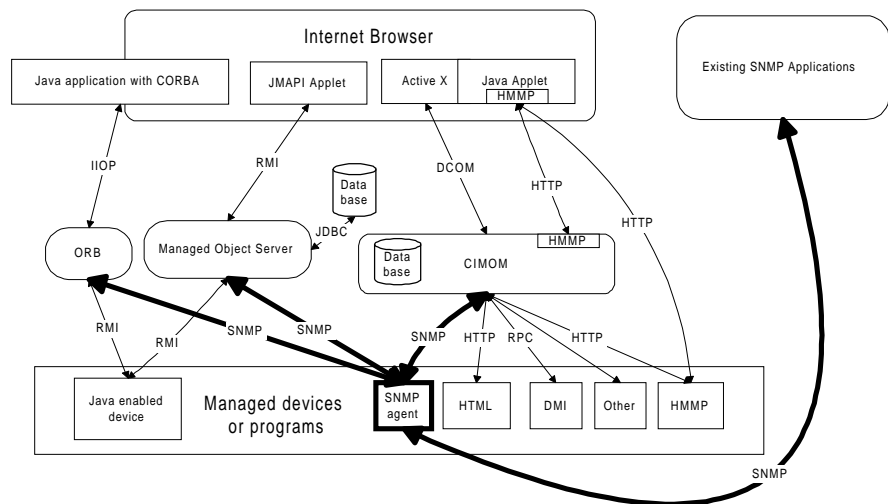 Internet Browser
Java application with CORBA
JMAPI Applet
Active X
Java Applet
HMMP
Existing SNMP Applications
IIOP
RMI
DCOM
HTTP
HTTP
Data
base
JDBC
ORB
Managed Object Server
HMMP
Data
base
CIMOM
RMI
RMI
SNMP
SNMP
SNMP
HTTP
RPC
HTTP
Java enabled
device
Managed devices
or programs
SNMP
agent
HTML
DMI
Other
HMMP
SNMP